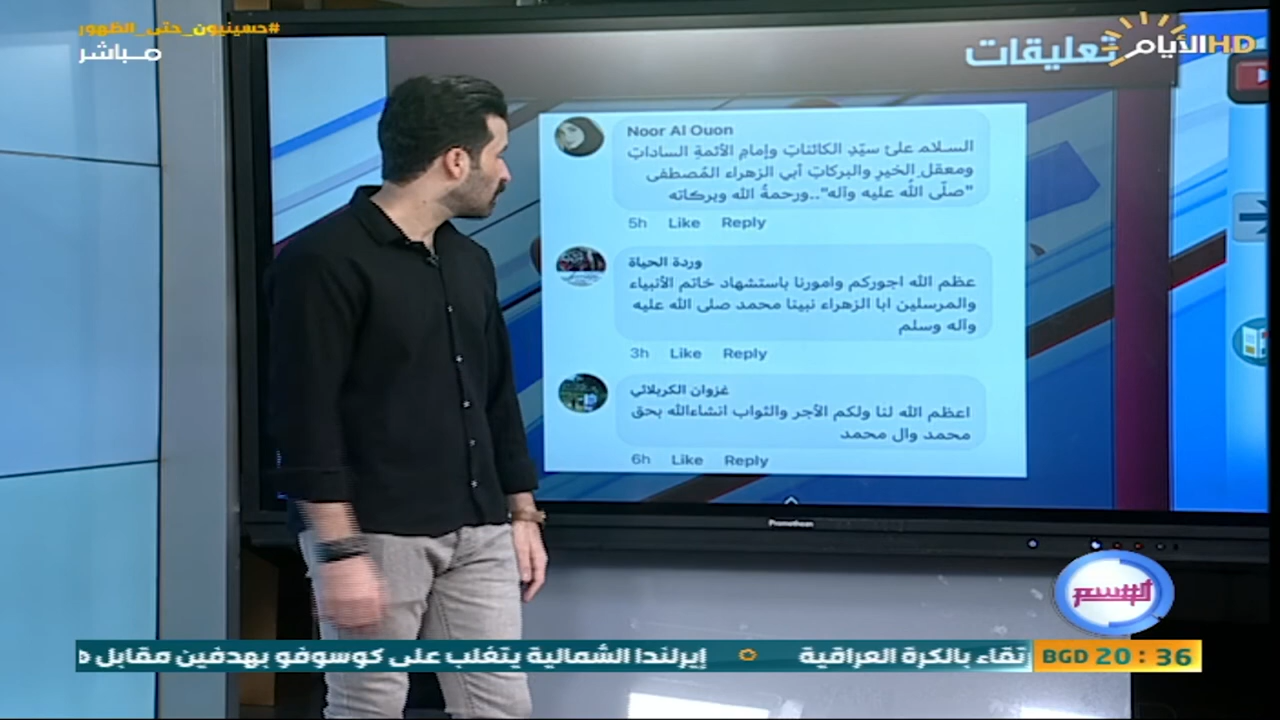 #حسينيون_حتى_الظهور
مباشر
الأيام HD
تعليقات
Noor Al Ouon
السلام على سيّدِ الكائناتِ وإمامِ الأئمةِ الساداتِ
ومعقل الخيرِ والبركاتِ أبي الزهراء المُصطفى
"صلّى الله عليه وآله"..ورحمةُ الله وبركاته
5h Like Reply
وردة الحياة
عظم الله اجوركم وامورنا باستشهاد خاتم الأنبياء
والمرسلين ابا الزهراء نبينا محمد صلى الله عليه
وآله وسلم
3h Like Reply
غزوان الكربلائي
اعظم الله لنا ولكم الأجر والثواب انشاءالله بحق
محمد وال محمد
6h Like Reply
Promethean
تقاء بالكرة العراقية ۞ إيرلندا الشمالية يتغلب على كوسوفو بهدفين مقابل
BGD 20:36